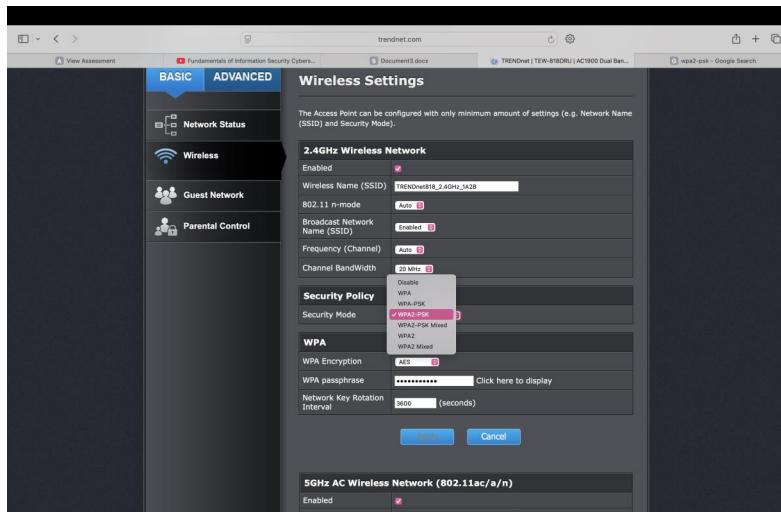 trendnet.com
View Assessment
Fundamentals of Information Security Cybers...
Document3.docx
TRENDnet | TEW-818DRU | AC1900 Dual Ban...
wpa2-psk - Google Search
BASIC ADVANCED
Network Status
Wireless
Guest Network
Parental Control
Wireless Settings
The Access Point can be configured with only minimum amount of settings (e.g. Network Name
(SSID) and Security Mode).
2.4GHz Wireless Network
Enabled
Wireless Name (SSID) TRENDnet818_2.4GHz_1A2B
802.11 n-mode Auto
Broadcast Network
Name (SSID) Enabled
Frequency (Channel) Auto
Channel BandWidth 20 MHz
Security Policy
Security Mode
Disable
WPA
WPA-PSK
✓ WPA2-PSK
WPA2-PSK Mixed
WPA2
WPA2 Mixed
WPA
WPA Encryption AES
WPA passphrase ••••••••••• Click here to display
Network Key Rotation
Interval 3600 (seconds)
Cancel
5GHz AC Wireless Network (802.11ac/a/n)
Enabled